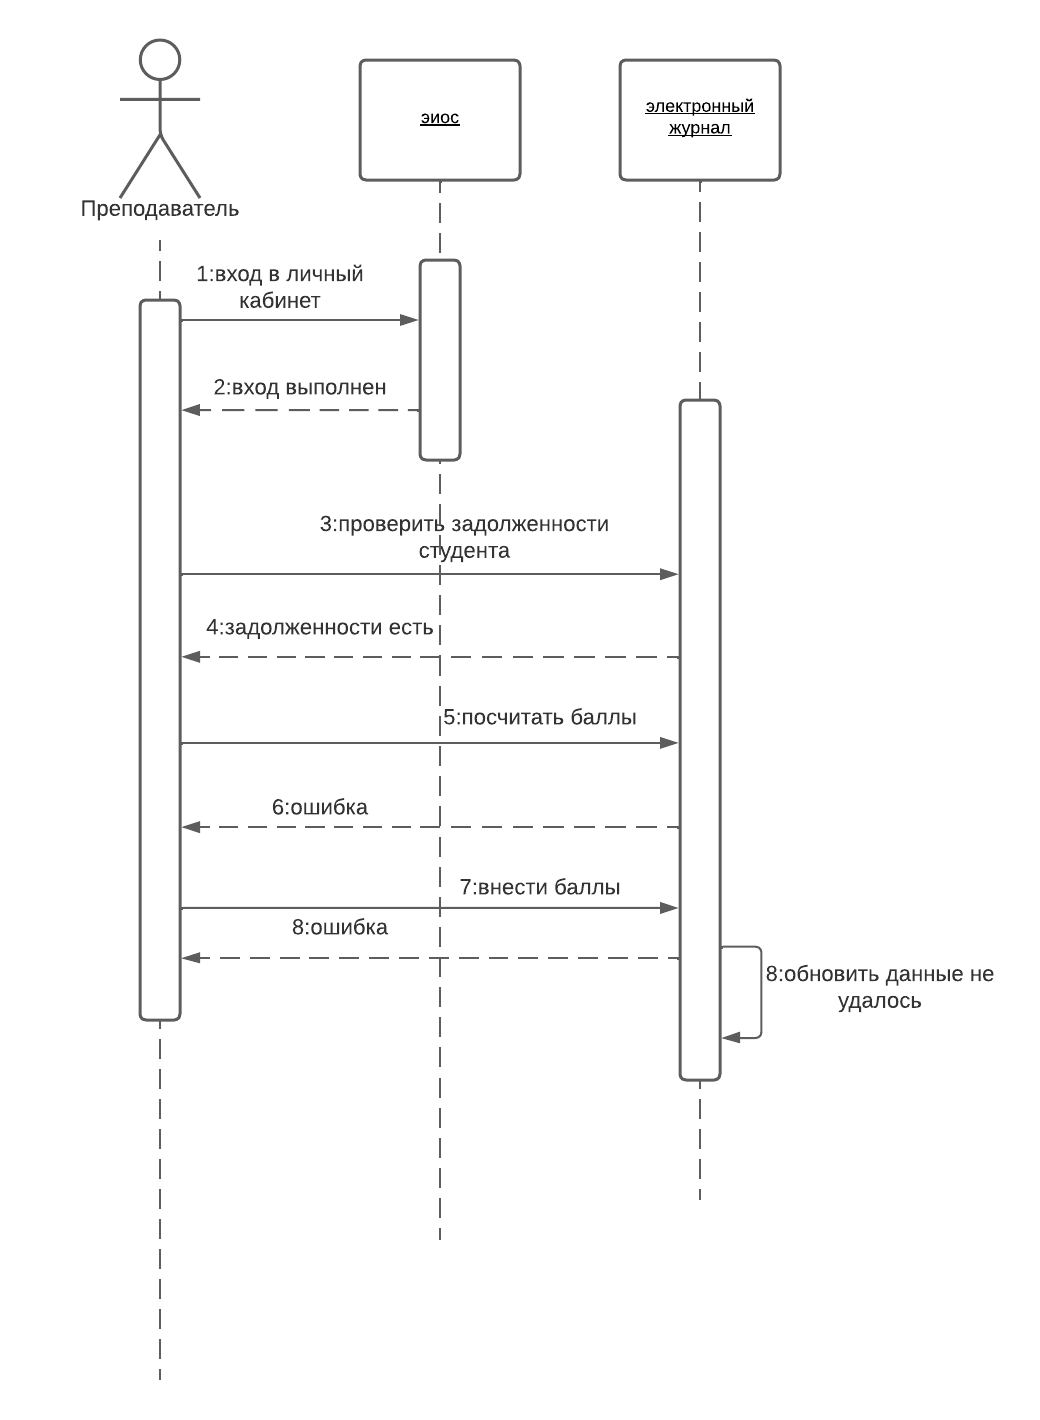 Преподаватель
эиос
электронный
журнал
1:вход в личный
кабинет
2:вход выполнен
3:проверить задолженности
студента
4:задолженности есть
5:посчитать баллы
6:ошибка
7:внести баллы
8:ошибка
8:обновить данные не
удалось